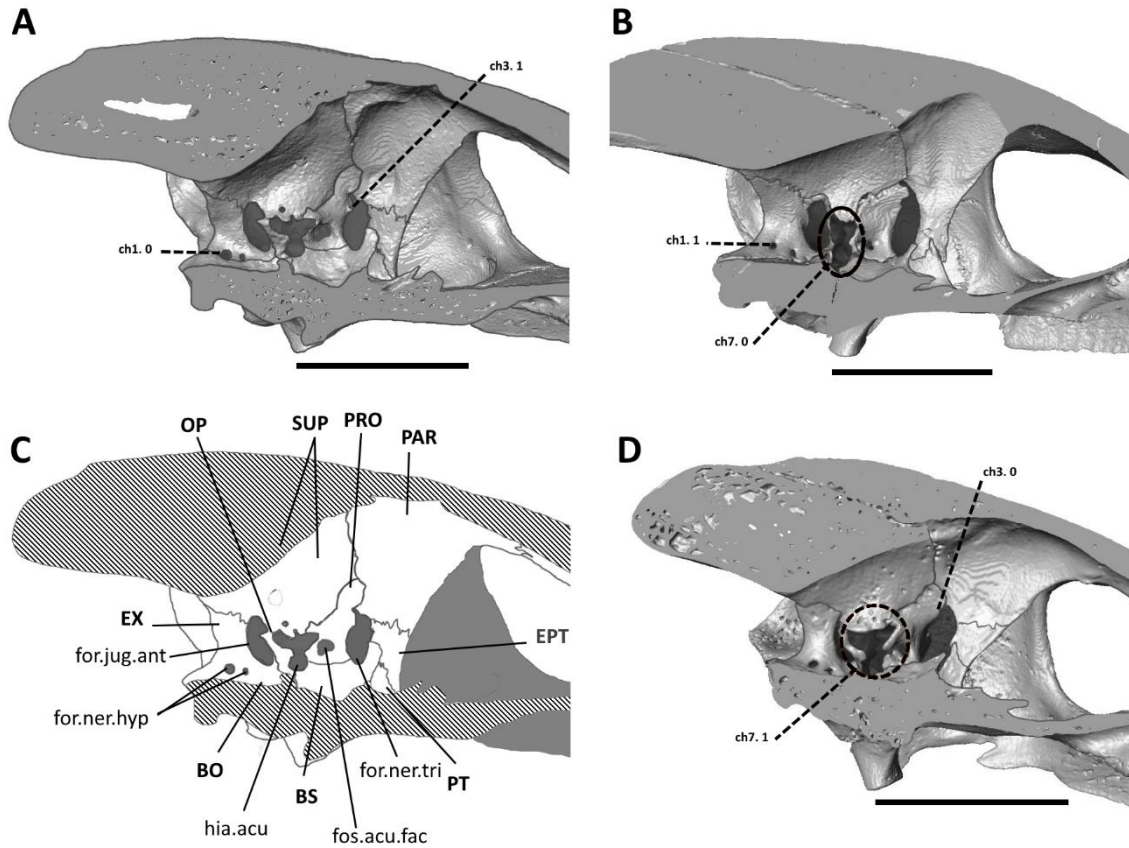 A
ch3. 1
ch1. 0
B
ch1. 1
ch7. 0
C
OP
SUP
PRO
PAR
EX
for.jug.ant
EPT
for.ner.hyp
BO
BS
for.ner.tri
PT
hia.acu
fos.acu.fac
D
ch3. 0
ch7. 1